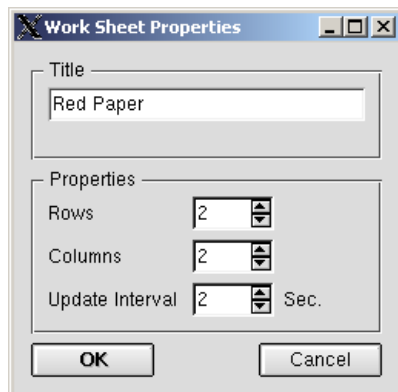 Work Sheet Properties
Title
Red Paper
Properties
Rows 2
Columns 2
Update Interval 2 Sec.
OK Cancel